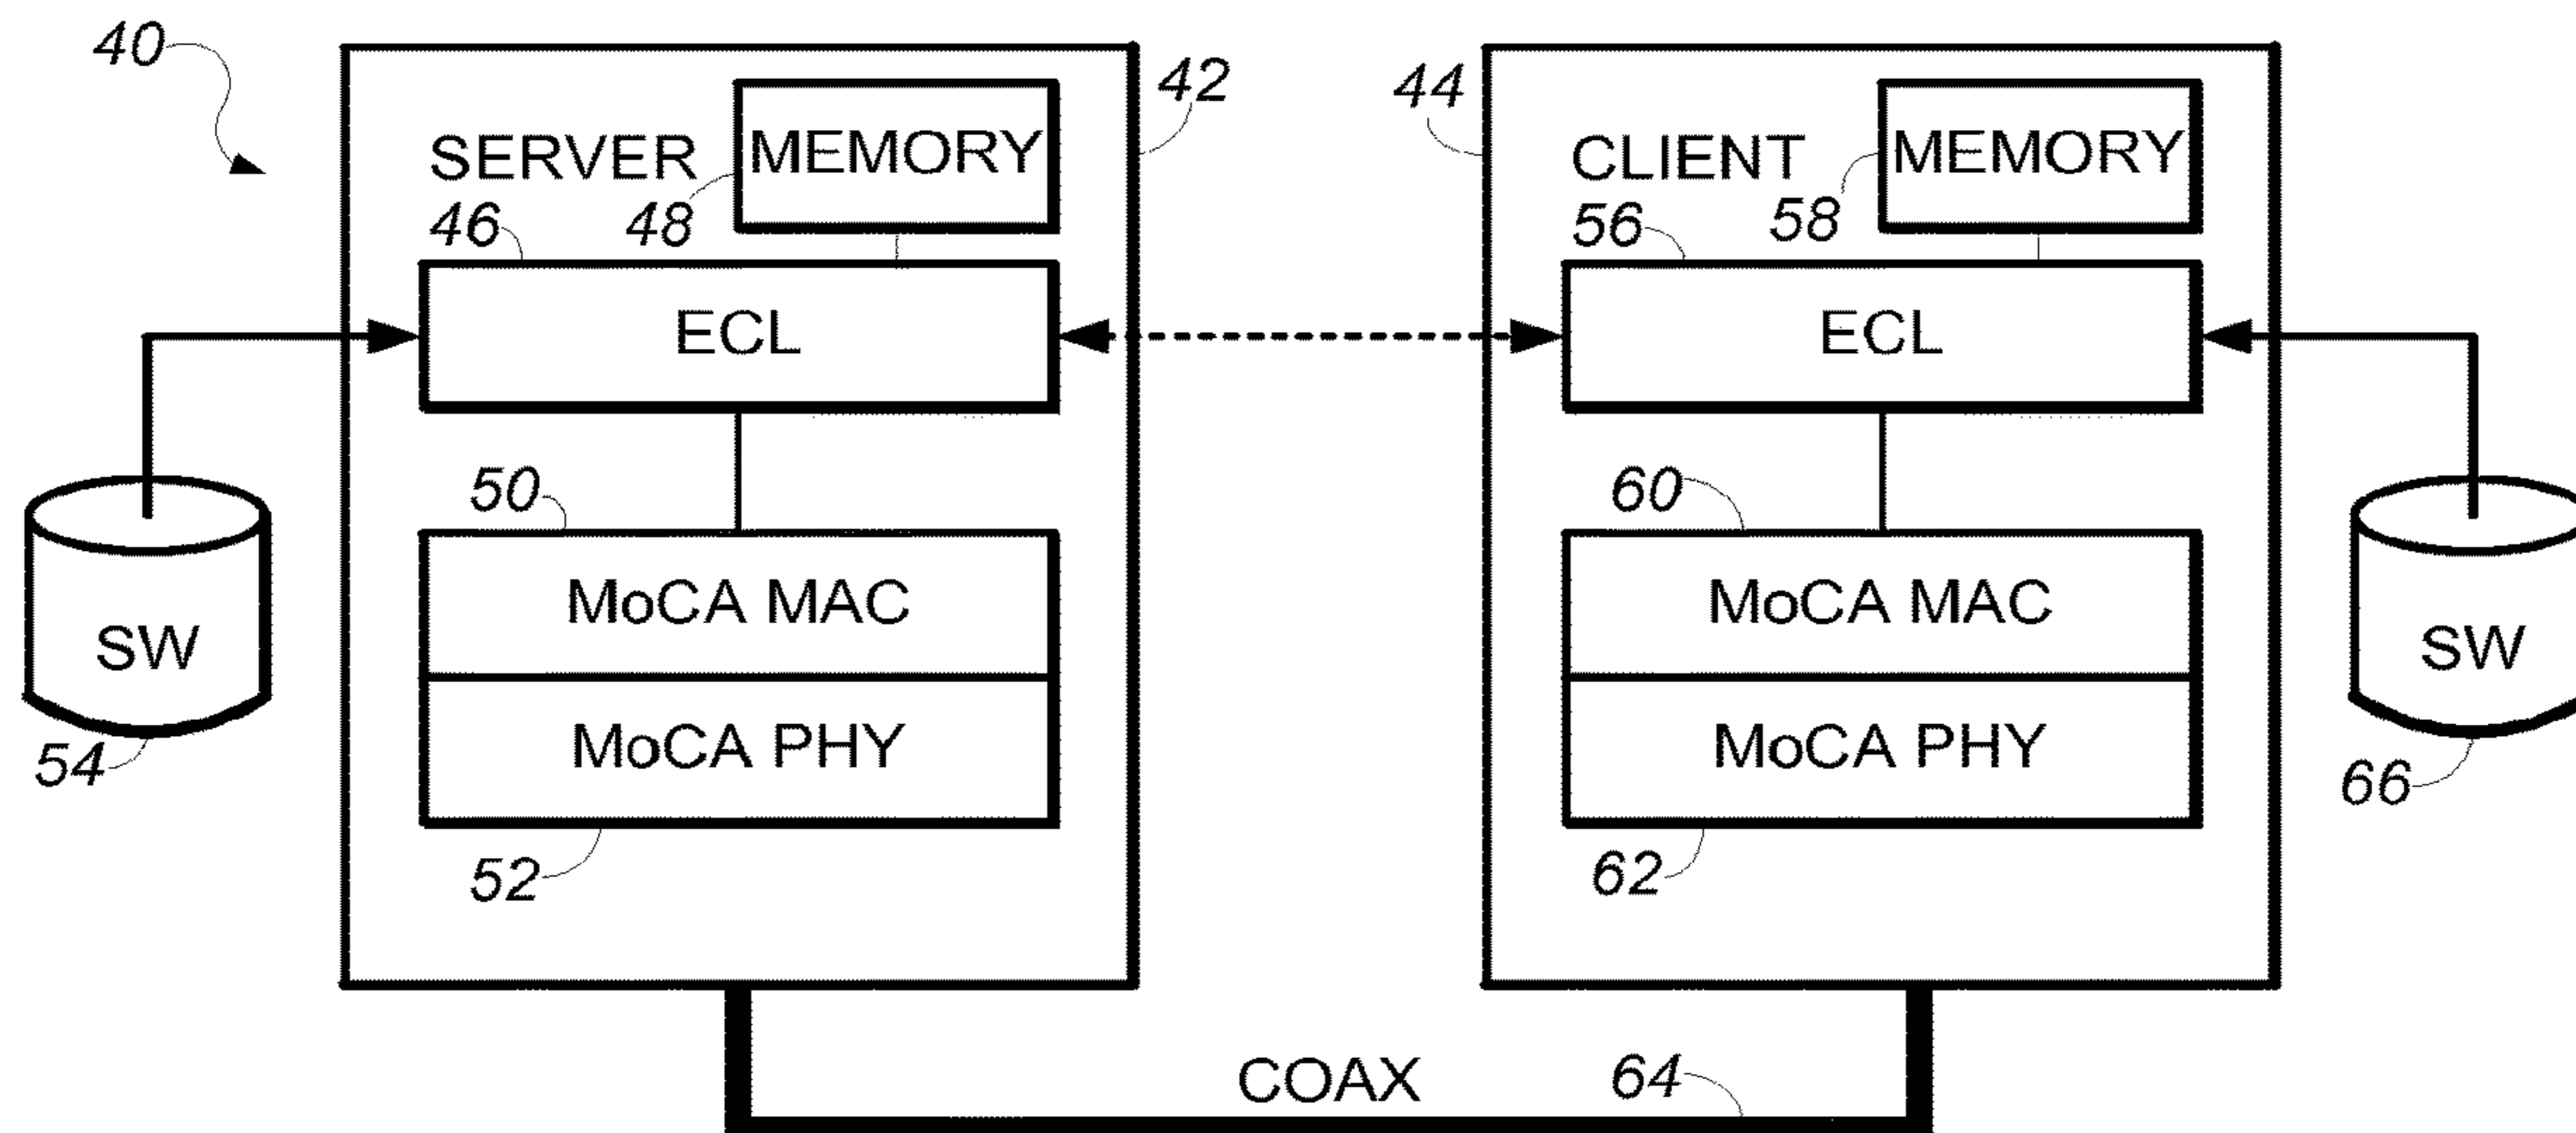 40
42
44
SERVER
MEMORY
CLIENT
MEMORY
46
48
56
58
ECL
ECL
50
60
MoCA MAC
MoCA MAC
SW
SW
MoCA PHY
MoCA PHY
54
66
52
62
COAX
64